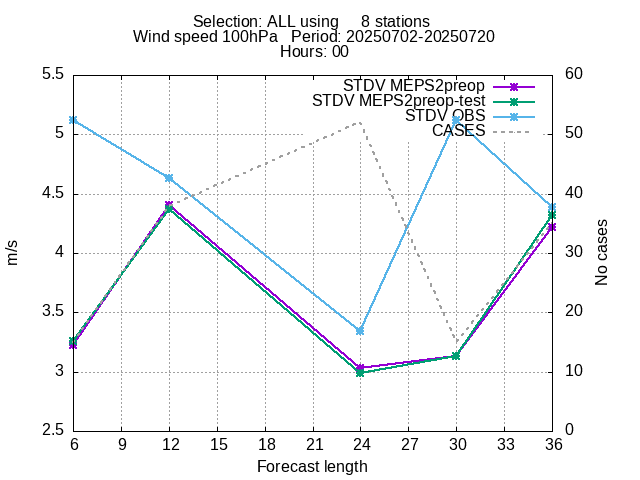 Selection: ALL using 8 stations
Wind speed 100hPa Period: 20250702-20250720
Hours: 00
STDV MEPS2preop
STDV MEPS2preop-test
STDV OBS
CASES
5.5
5
4.5
4
3.5
3
2.5
m/s
60
50
40
30
20
10
0
No cases
6 9 12 15 18 21 24 27 30 33 36
Forecast length